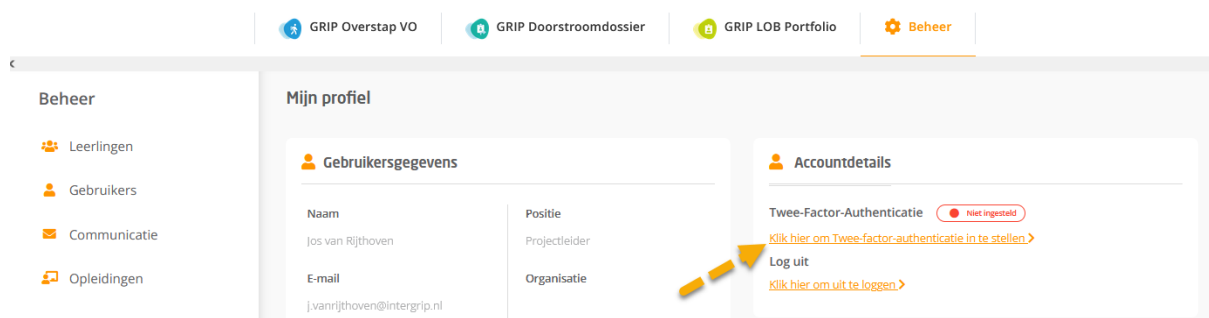 GRIP Overstap VO
GRIP Doorstroomdossier
GRIP LOB Portfolio
Beheer
Beheer
Leerlingen
Gebruikers
Communicatie
Opleidingen
Mijn profiel
Gebruikersgegevens
Naam
Positie
Jos van Rijthoven
Projectleider
E-mail
Organisatie
j.vanrijthoven@intergrip.nl
Accountdetails
Twee-Factor-Authenticatie Niet ingesteld
Klik hier om Twee-factor-authenticatie in te stellen
Log uit
Klik hier om uit te loggen